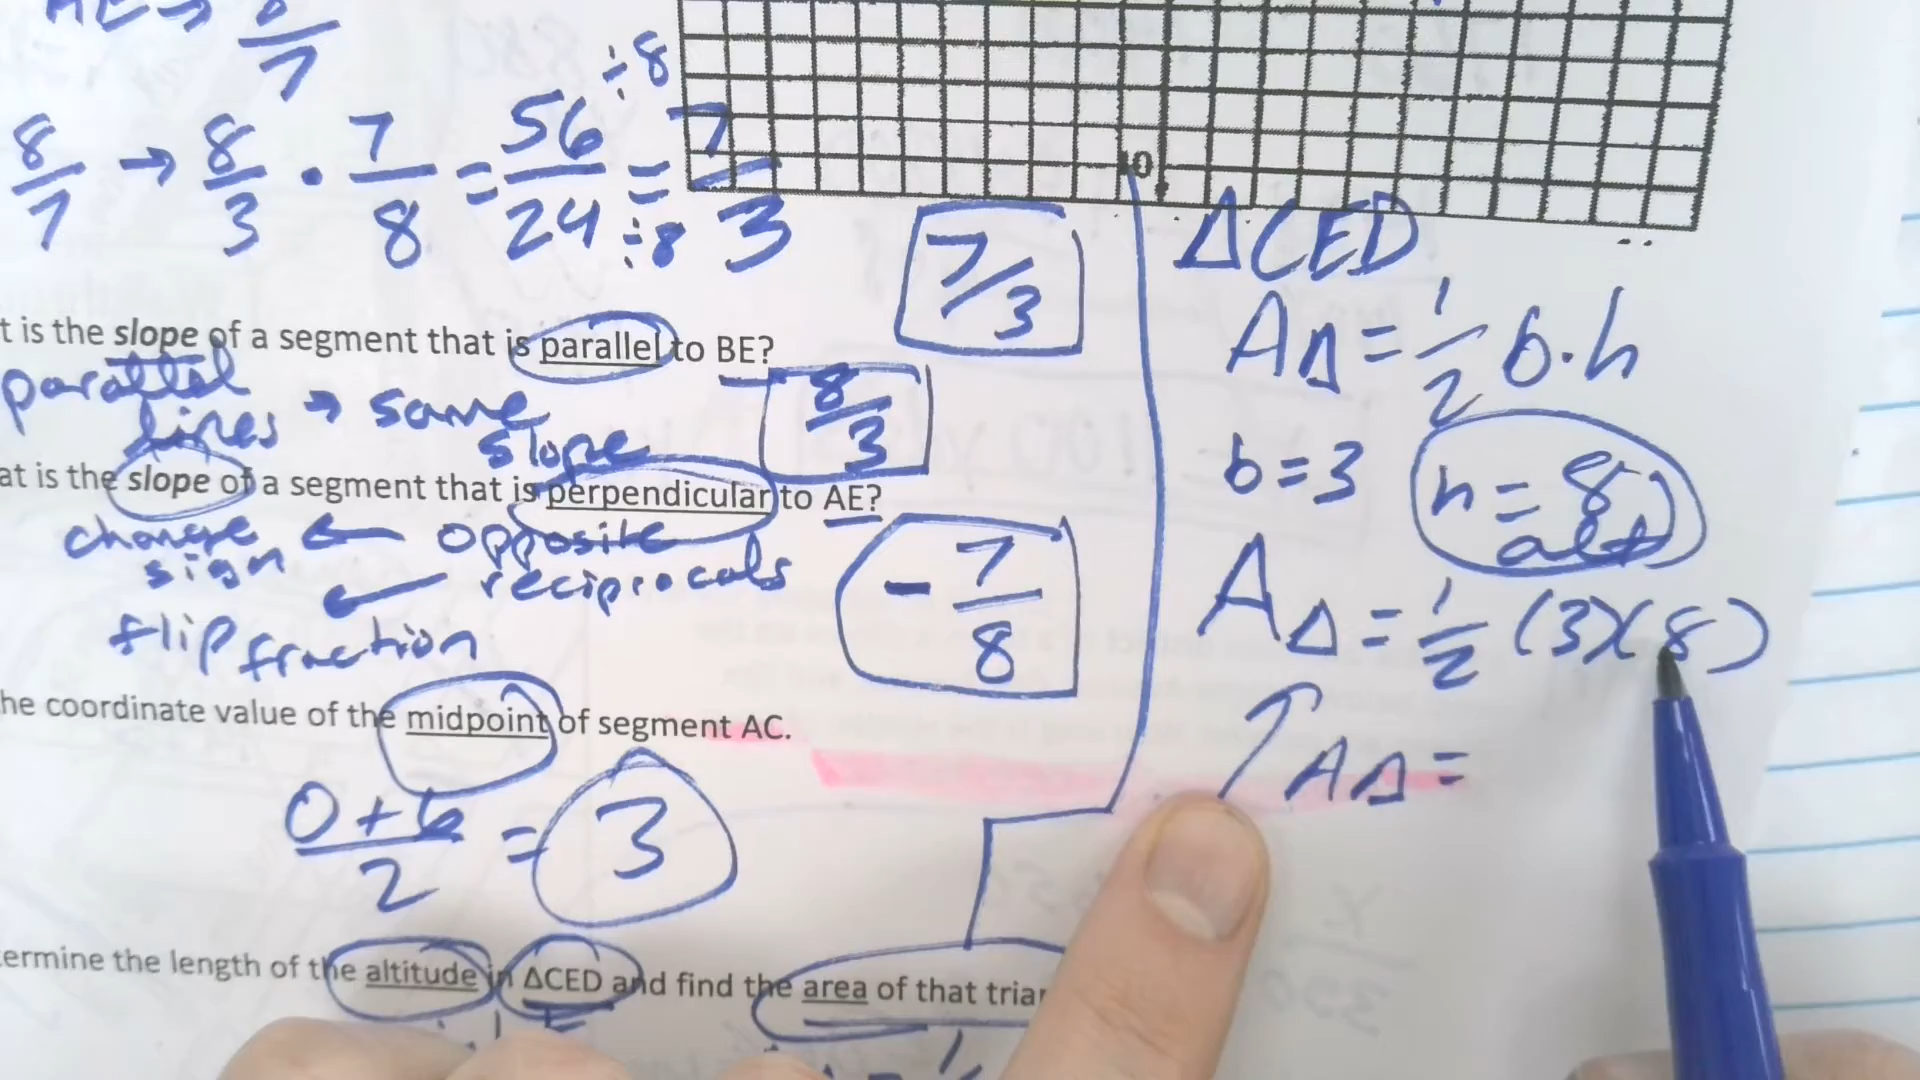 8/7 → 8/3 · 7/8 = 56/24 ÷8 ÷8 = 7/3
7/3
t is the slope of a segment that is parallel to BE?
parallel
lines → same
slope
8/3
at is the slope of a segment that is perpendicular to AE?
change ← opposite
sign
← reciprocals
flip fraction
- 7/8
he coordinate value of the midpoint of segment AC.
0+6/2 = 3
ermine the length of the altitude in ΔCED and find the area of that trian
10
ΔCED
AΔ = 1/2 b·h
b=3
h = 8
alt
AΔ = 1/2 (3)(8)
AΔ =